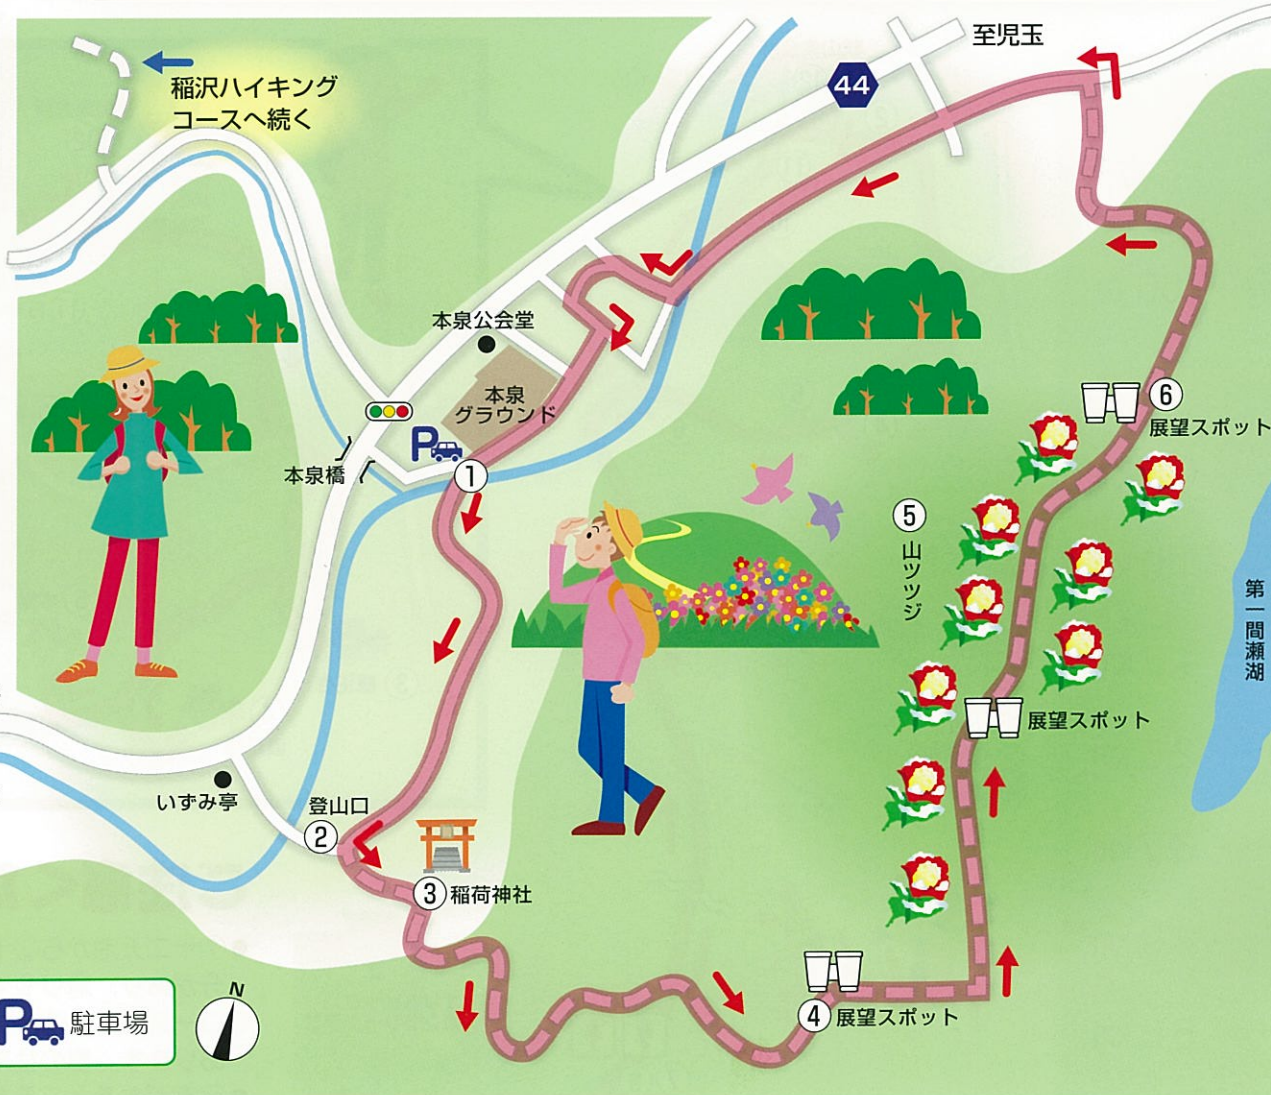 至児玉
44
稲沢ハイキング
コースへ続く
本泉公会堂
本泉
グラウンド
P
本泉橋
①
⑥
展望スポット
⑤
山ツツジ
第一間瀬湖
展望スポット
いずみ亭
登山口
②
③稲荷神社
④展望スポット
N
P 駐車場